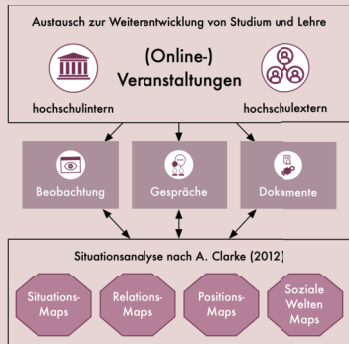 Austausch zur Weiterentwicklung von Studium und Lehre
(Online-)
Veranstaltungen
hochschulintern
hochschulextern
Beobachtung
Gespräche
Dokumente
Situationsanalyse nach A. Clarke (2012)
Situations-
Maps
Relations-
Maps
Positions-
Maps
Soziale
Welten
Maps